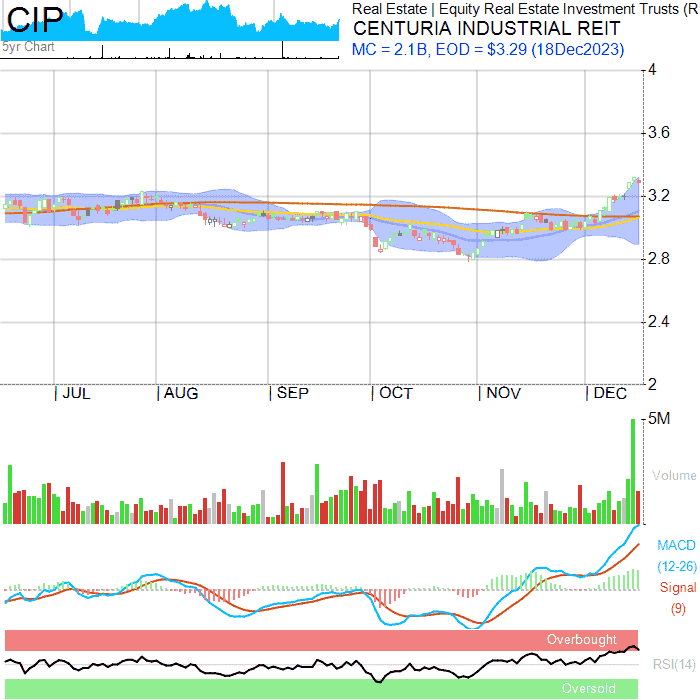 CIP
Real Estate | Equity Real Estate Investment Trusts (R
CENTURIA INDUSTRIAL REIT
5yr Chart
MC = 2.1B, EOD = $3.29 (18Dec2023)
4
3.6
3.2
2.8
2.4
2
JUL AUG SEP OCT NOV DEC
5M
Volume
MACD
(12-26)
Signal
(9)
Overbought
RSI(14)
Oversold